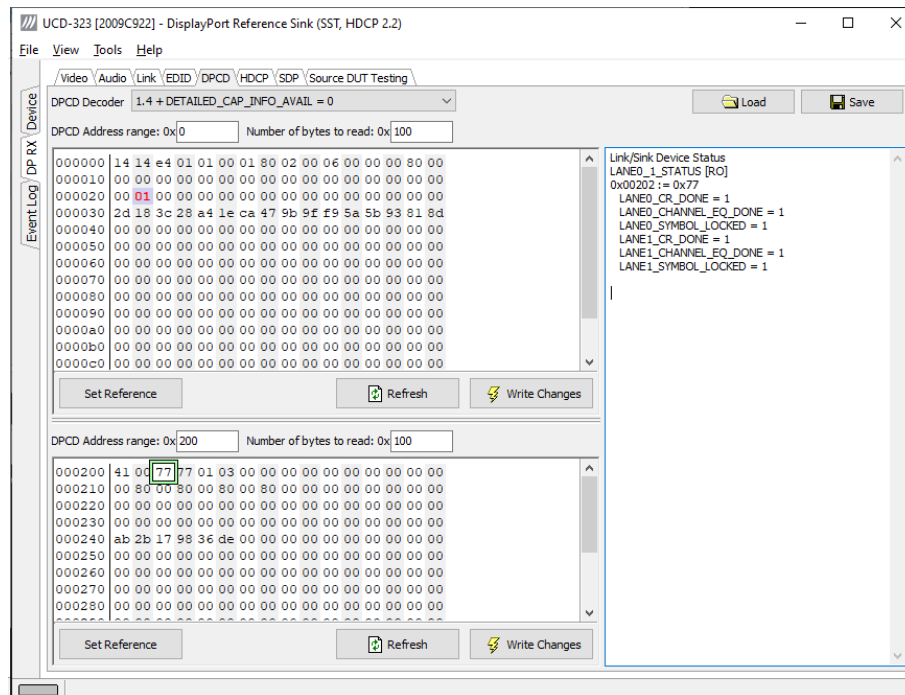 UCD-323 [2009C922] - DisplayPort Reference Sink (SST, HDCP 2.2)
File View Tools Help
Video Audio Link EDID DPCD HDCP SDP Source DUT Testing
Device
DP RX
Event Log
DPCD Decoder 1.4 + DETAILED_CAP_INFO_AVAIL = 0
Load Save
DPCD Address range: 0x 0 Number of bytes to read: 0x 100
000000 14 14 e4 01 01 00 01 80 02 00 06 00 00 00 80 00
000010 00 00 00 00 00 00 00 00 00 00 00 00 00 00 00 00
000020 00 01 00 00 00 00 00 00 00 00 00 00 00 00 00 00
000030 2d 18 3c 28 a4 1e ca 47 9b 9f f9 5a 5b 93 81 8d
000040 00 00 00 00 00 00 00 00 00 00 00 00 00 00 00 00
000050 00 00 00 00 00 00 00 00 00 00 00 00 00 00 00 00
000060 00 00 00 00 00 00 00 00 00 00 00 00 00 00 00 00
000070 00 00 00 00 00 00 00 00 00 00 00 00 00 00 00 00
000080 00 00 00 00 00 00 00 00 00 00 00 00 00 00 00 00
000090 00 00 00 00 00 00 00 00 00 00 00 00 00 00 00 00
0000a0 00 00 00 00 00 00 00 00 00 00 00 00 00 00 00 00
0000b0 00 00 00 00 00 00 00 00 00 00 00 00 00 00 00 00
0000c0 00 00 00 00 00 00 00 00 00 00 00 00 00 00 00 00
Set Reference Refresh Write Changes
DPCD Address range: 0x 200 Number of bytes to read: 0x 100
000200 41 00 77 77 01 03 00 00 00 00 00 00 00 00 00 00
000210 00 80 00 80 00 80 00 80 00 00 00 00 00 00 00 00
000220 00 00 00 00 00 00 00 00 00 00 00 00 00 00 00 00
000230 00 00 00 00 00 00 00 00 00 00 00 00 00 00 00 00
000240 ab 2b 17 98 36 de 00 00 00 00 00 00 00 00 00 00
000250 00 00 00 00 00 00 00 00 00 00 00 00 00 00 00 00
000260 00 00 00 00 00 00 00 00 00 00 00 00 00 00 00 00
000270 00 00 00 00 00 00 00 00 00 00 00 00 00 00 00 00
000280 00 00 00 00 00 00 00 00 00 00 00 00 00 00 00 00
Set Reference Refresh Write Changes
Link/Sink Device Status
LANE0_1_STATUS [RO]
0x00202 := 0x77
LANE0_CR_DONE = 1
LANE0_CHANNEL_EQ_DONE = 1
LANE0_SYMBOL_LOCKED = 1
LANE1_CR_DONE = 1
LANE1_CHANNEL_EQ_DONE = 1
LANE1_SYMBOL_LOCKED = 1